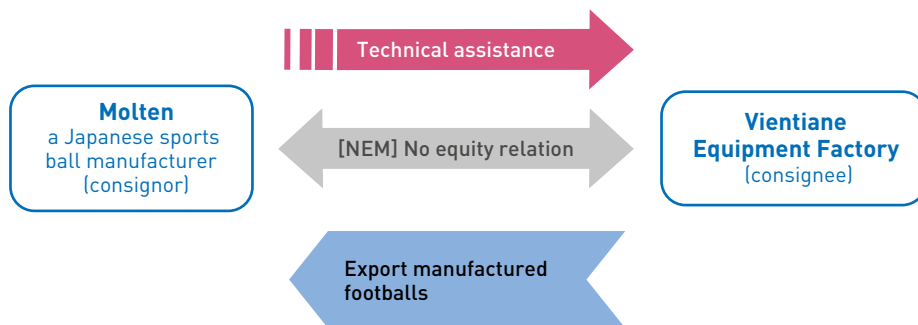 Technical assistance
Molten
a Japanese sports
ball manufacturer
(consignor)
[NEM] No equity relation
Vientiane
Equipment Factory
(consignee)
Export manufactured
footballs